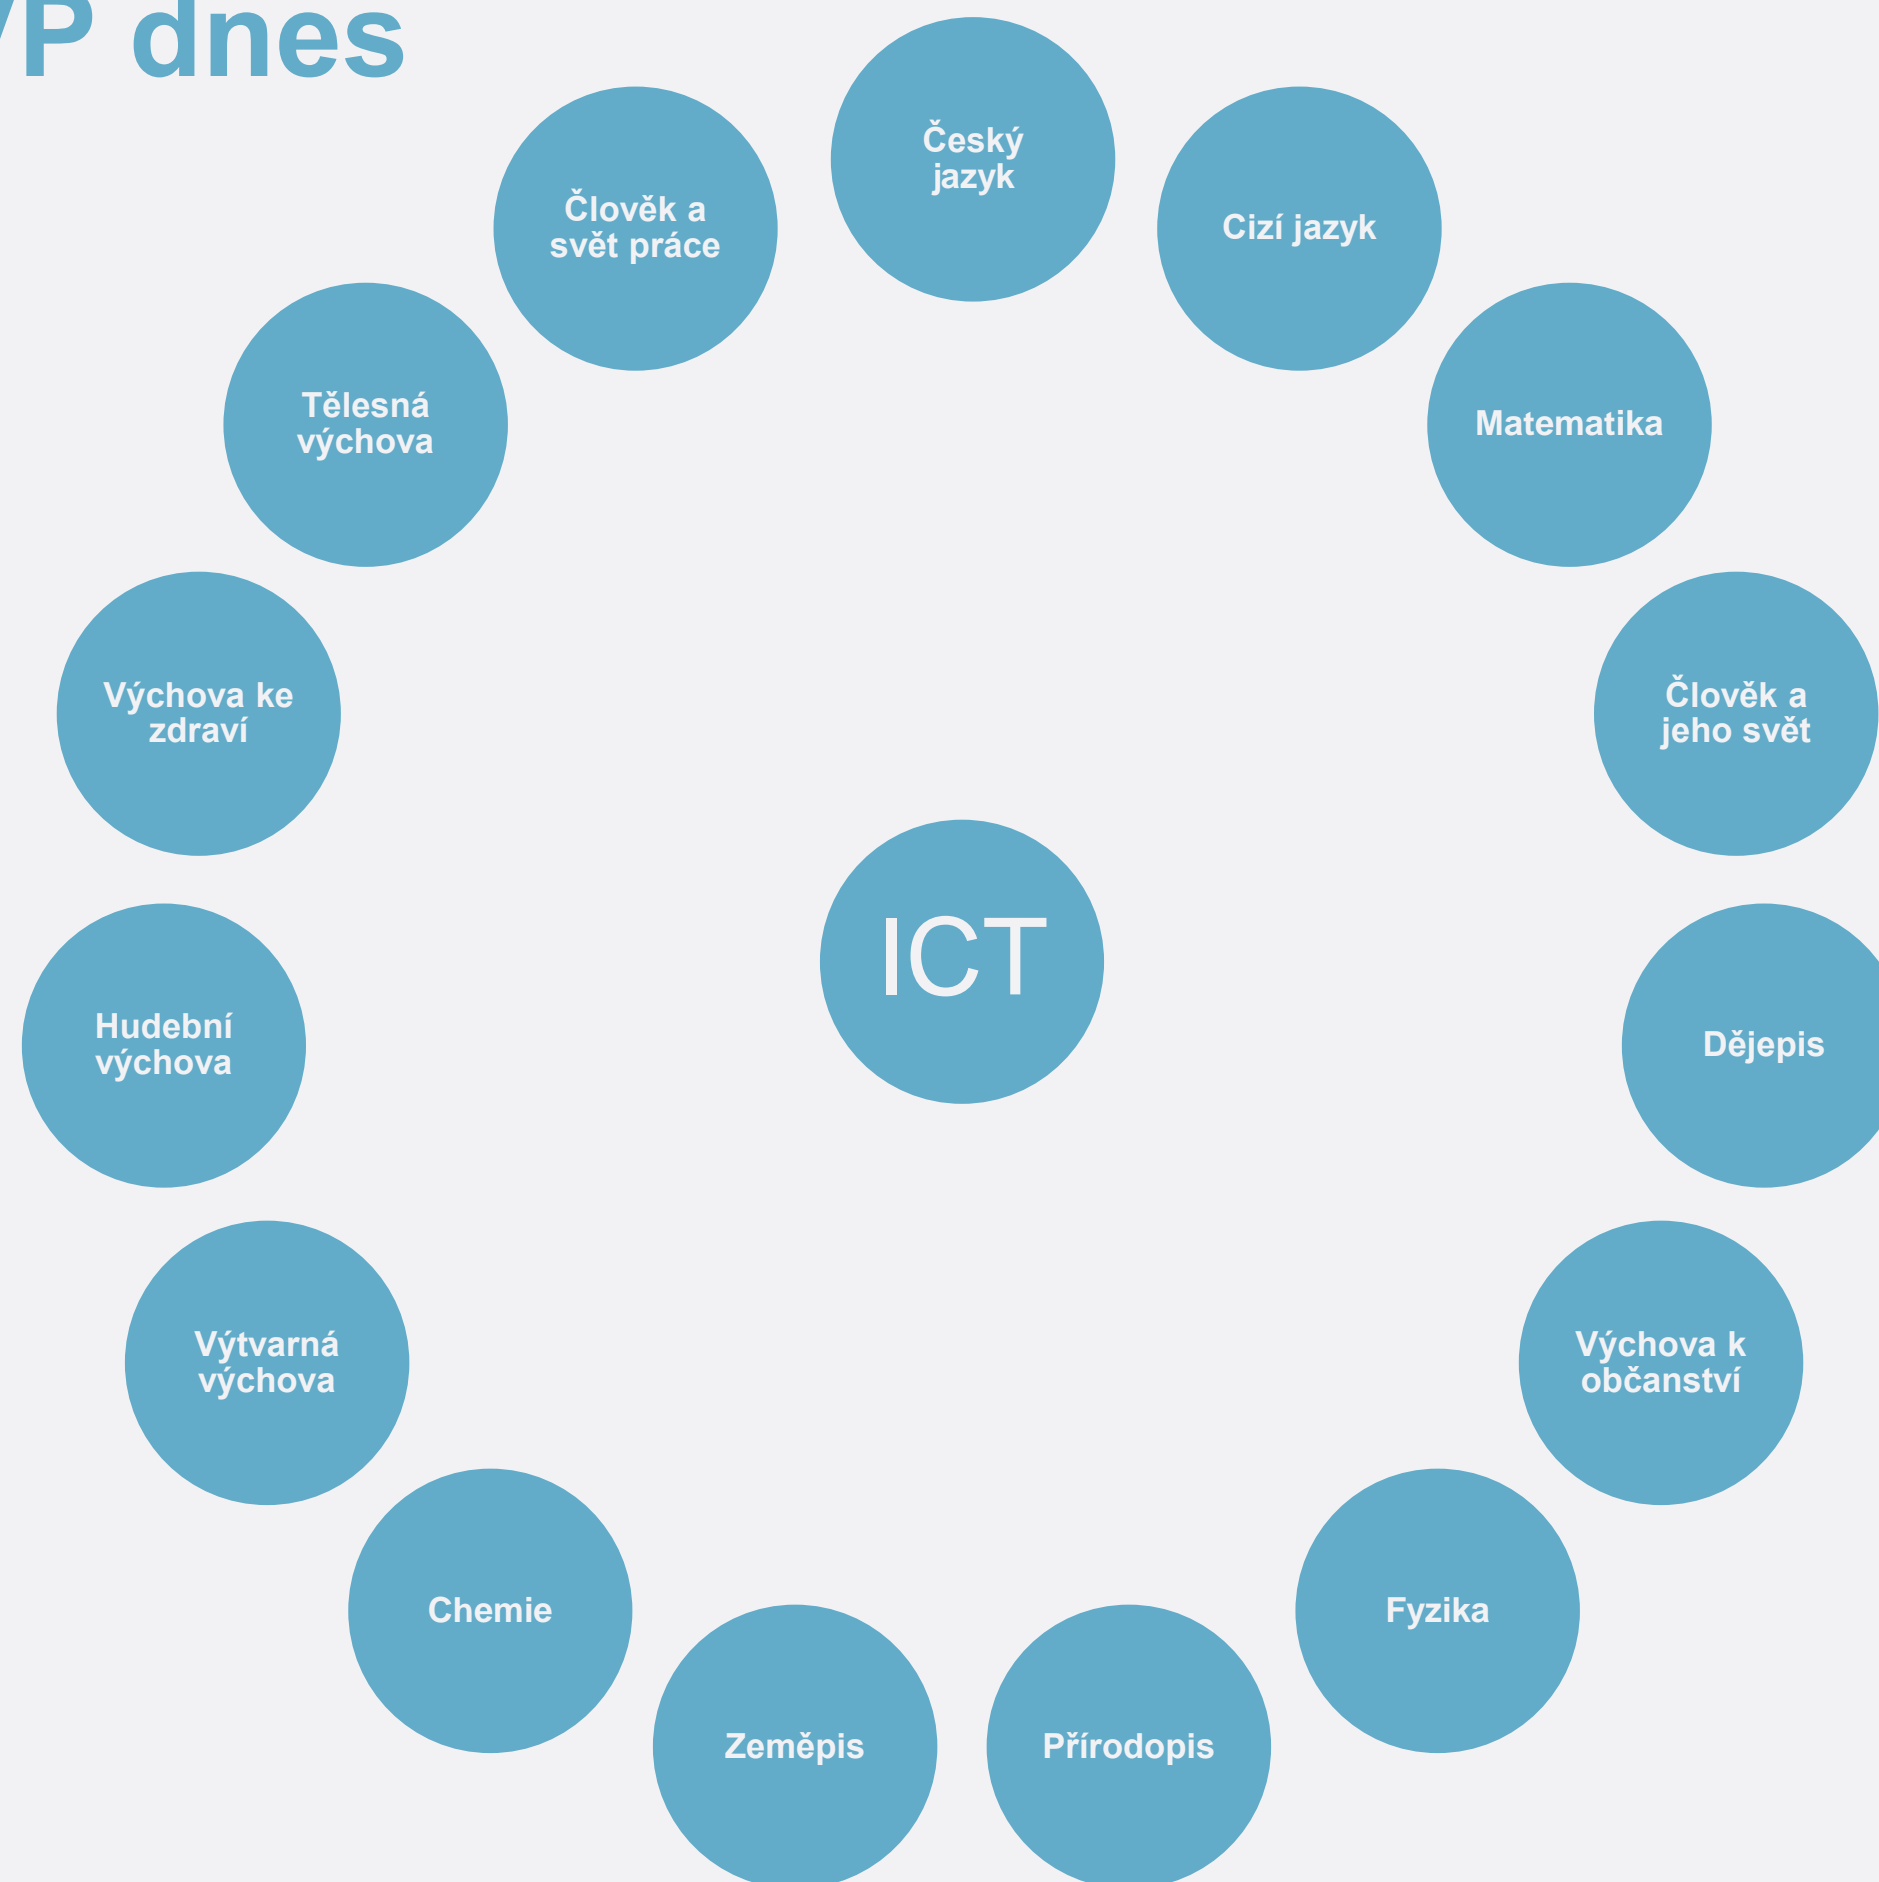 VP dnes
Český
jazyk
Cizí jazyk
Matematika
Člověk a
jeho svět
Dějepis
Výchova k
občanství
Fyzika
Přírodopis
Zeměpis
Chemie
Výtvarná
výchova
Hudební
výchova
Výchova ke
zdraví
Tělesná
výchova
Člověk a
svět práce
ICT